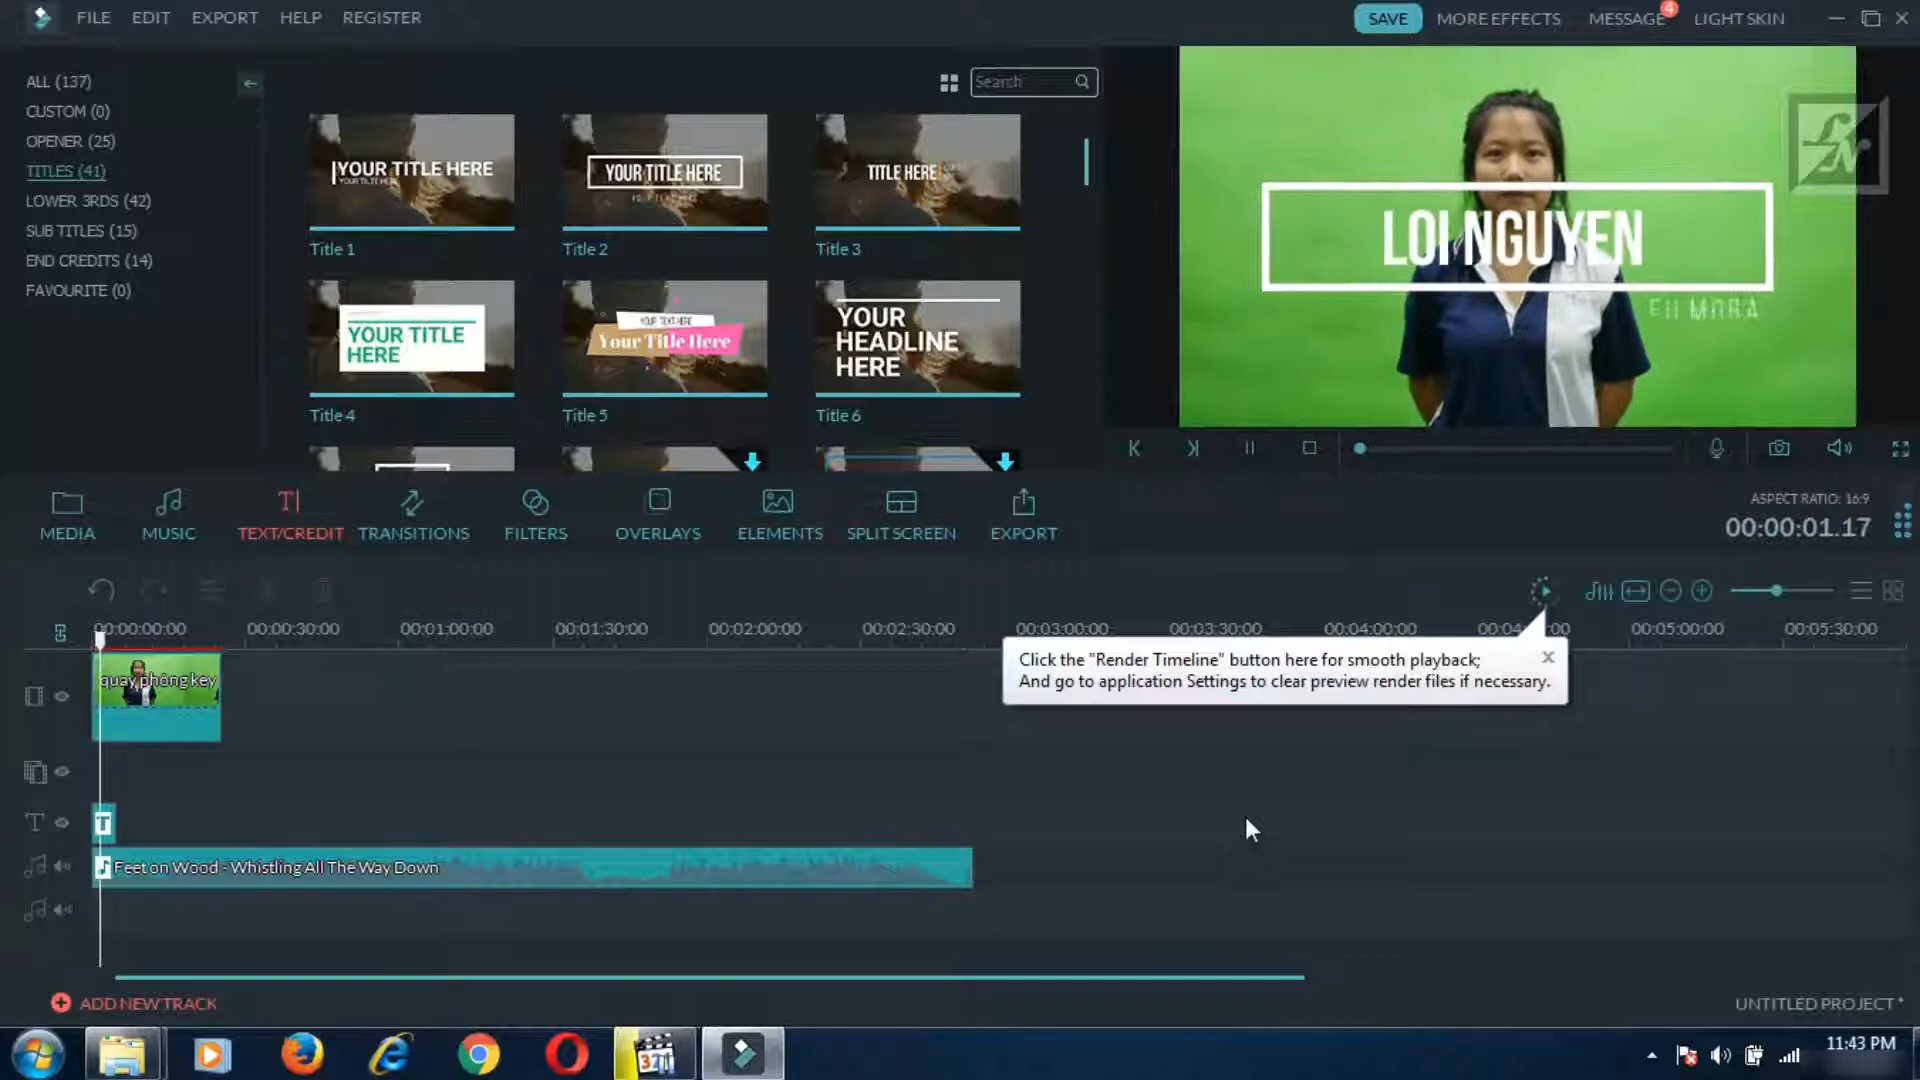 FILE EDIT EXPORT HELP REGISTER
SAVE MORE EFFECTS MESSAGE 4 LIGHT SKIN
ALL (137)
CUSTOM (0)
OPENER (25)
TITLES (41)
LOWER 3RDS (42)
SUB TITLES (15)
END CREDITS (14)
FAVOURITE (0)
Search
YOUR TITLE HERE
Title 1
YOUR TITLE HERE
Title 2
TITLE HERE
Title 3
YOUR TITLE
HERE
Title 4
YOUR TEXT HERE
Your Title Here
Title 5
YOUR
HEADLINE
HERE
Title 6
LOI NGUYEN
FILMORA
LN
MEDIA MUSIC TEXT/CREDIT TRANSITIONS FILTERS OVERLAYS ELEMENTS SPLIT SCREEN EXPORT
ASPECT RATIO: 16:9
00:00:01.17
00:00:00:00 00:00:30:00 00:01:00:00 00:01:30:00 00:02:00:00 00:02:30:00 00:03:00:00 00:03:30:00 00:04:00:00 00:05:00:00 00:05:30:00
Click the "Render Timeline" button here for smooth playback;
And go to application Settings to clear preview render files if necessary.
quay phông key
T
Feet on Wood - Whistling All The Way Down
ADD NEW TRACK
UNTITLED PROJECT *
321
11:43 PM